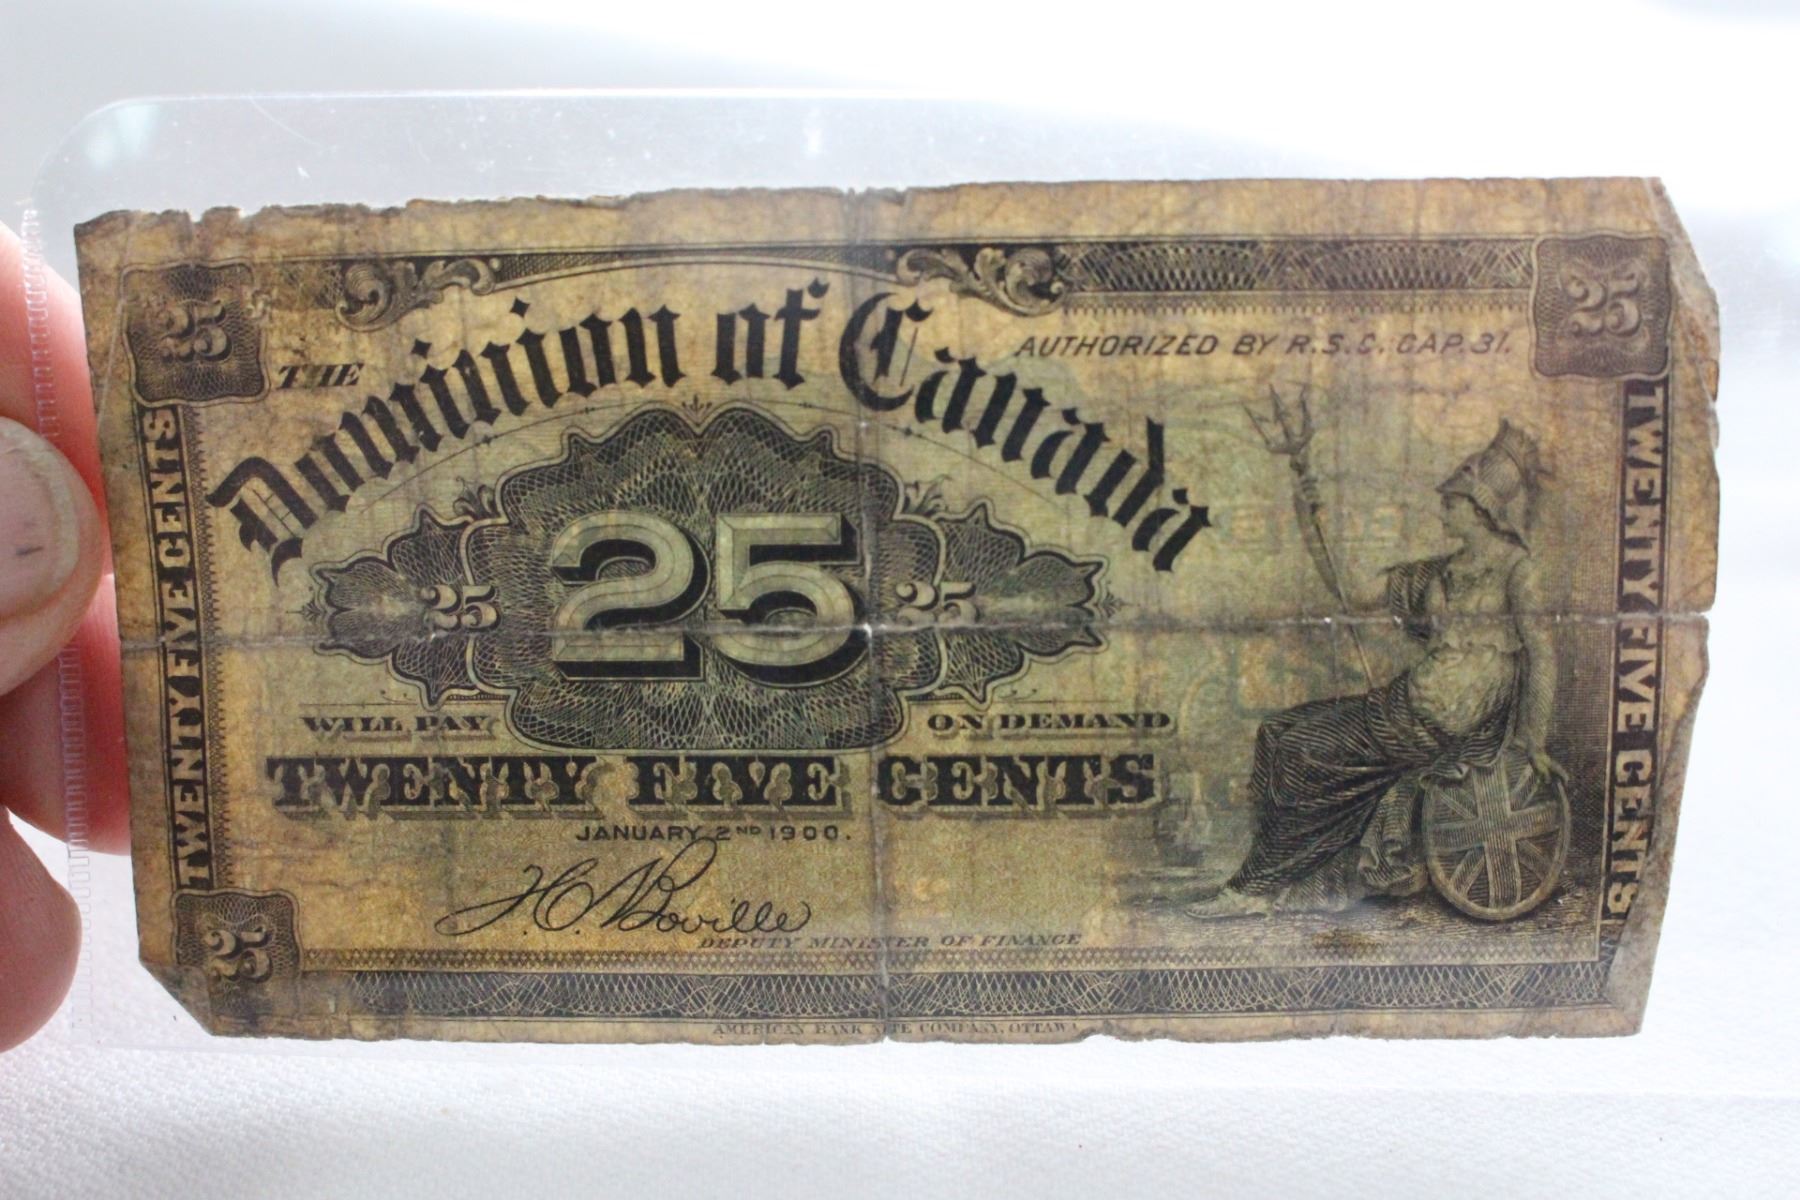 25
25
THE
Dominion of Canada
AUTHORIZED BY R.S.C. CAP. 31.
TWENTY FIVE CENTS
TWENTY FIVE CENTS
25
25
25
WILL PAY
ON DEMAND
TWENTY FIVE CENTS
JANUARY 2ND 1900.
H.C. Boville
DEPUTY MINISTER OF FINANCE
25
AMERICAN BANK NOTE COMPANY, OTTAWA